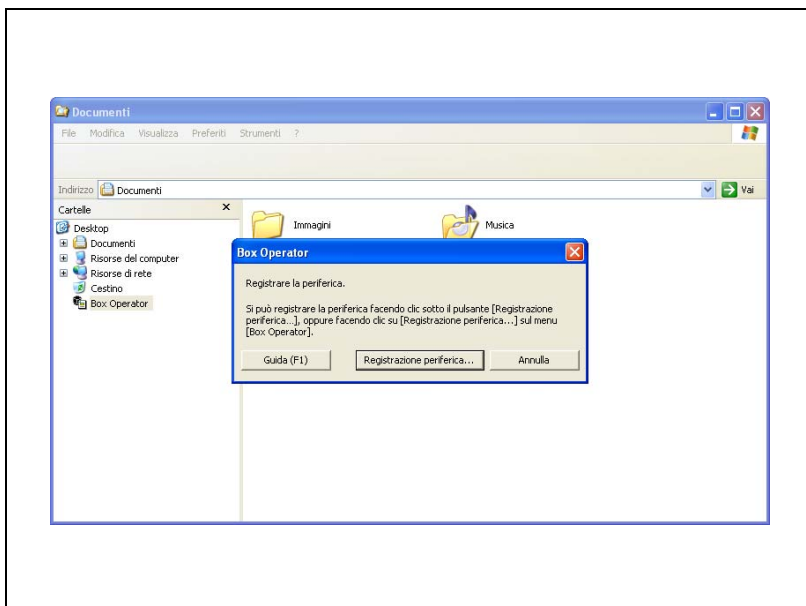 Documenti
File Modifica Visualizza Preferiti Strumenti ?
Indirizzo Documenti Vai
Cartelle
Desktop
Documenti
Risorse del computer
Risorse di rete
Cestino
Box Operator
Immagini Musica
Box Operator
Registrare la periferica.
Si può registrare la periferica facendo clic sotto il pulsante [Registrazione
periferica...], oppure facendo clic su [Registrazione periferica...] sul menu
[Box Operator].
Guida (F1) Registrazione periferica... Annulla